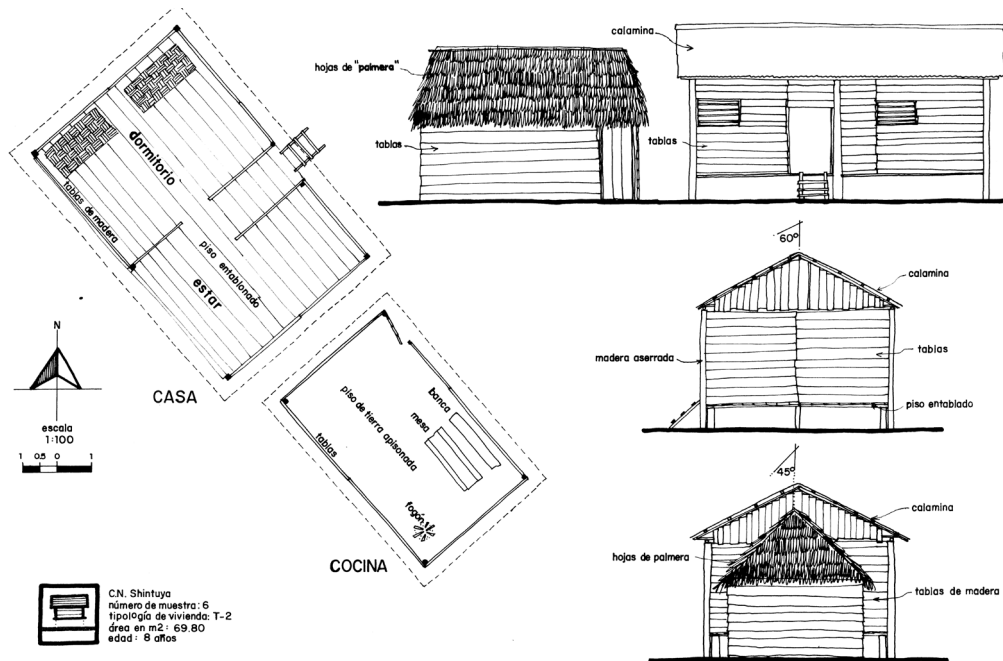 dormitorio
tablas de madera
piso entablonado
estar
CASA
N
escala
1:100
1 0.5 0 1
piso de tierra apisonada
banca
mesa
tablas
fogón
COCINA
hojas de "palmera"
tablas
calamina
tablas
60°
calamina
madera aserrada
tablas
piso entablado
45°
calamina
hojas de palmera
tablas de madera
C.N. Shintuya
número de muestra: 6
tipología de vivienda: T-2
área en m2: 69.80
edad: 8 años